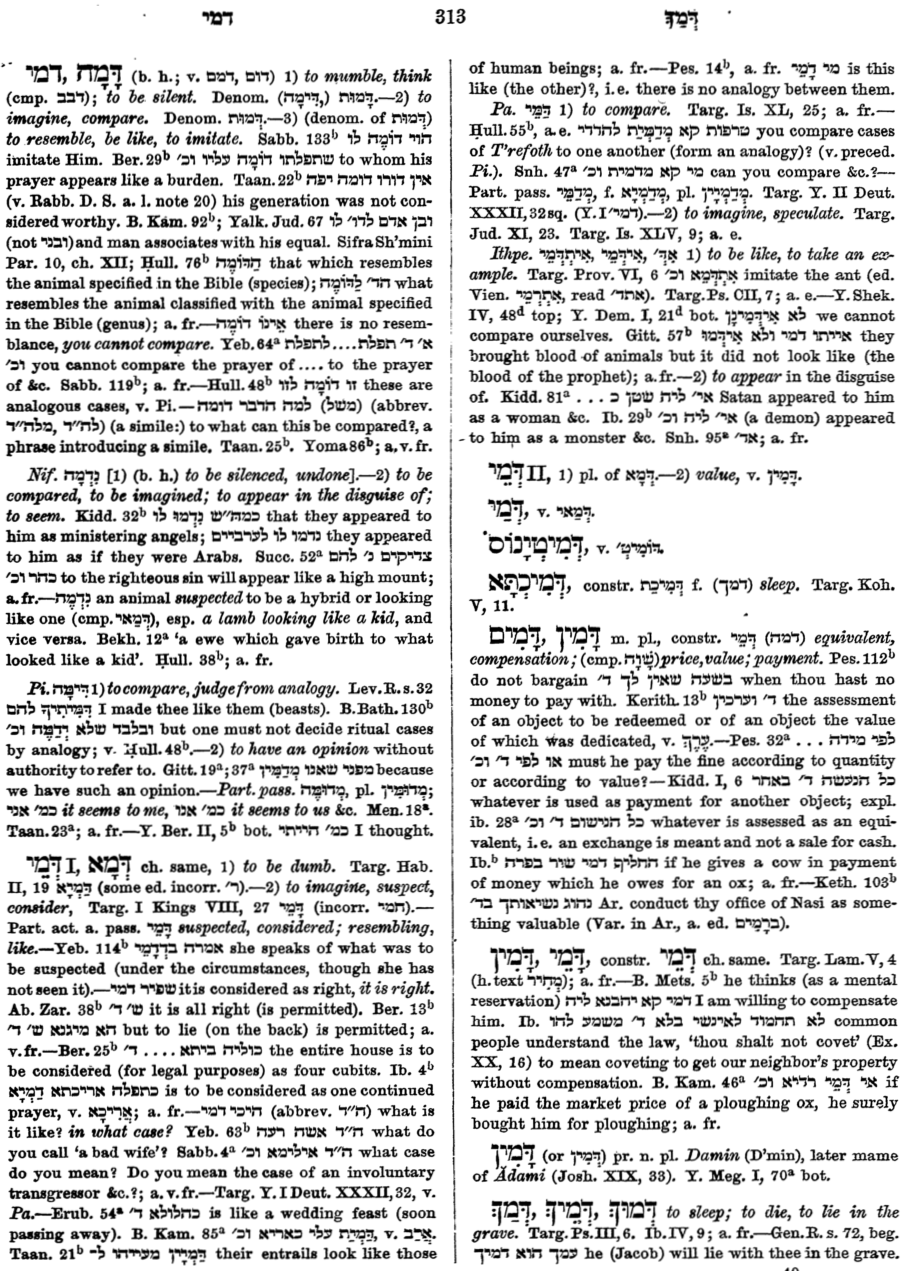 דמי 313 דְּמַךְ
דָּמָה, דמי (b. h.; v. דום, דמם) 1) to mumble, think
(cmp. דבב); to be silent. Denom. (דִּימָה), דְּמוּת.—2) to
imagine, compare. Denom. דְּמוּת.—3) (denom. of דְּמוּת)
to resemble, be like, to imitate. Sabb. 133ᵇ הוי דוֹמֶה לו
imitate Him. Ber. 29ᵇ שתפלתו דוֹמָה עליו וכ׳ to whom his
prayer appears like a burden. Taan. 22ᵇ אין דורו דומה יפה
(v. Rabb. D. S. a. l. note 20) his generation was not con-
sidered worthy. B. Kam. 92ᵇ; Yalk. Jud. 67 ובן אדם לדו׳ לו
(not ובני) and man associates with his equal. Sifra Sh'mini
Par. 10, ch. XII; Ḥull. 76ᵇ הַדּוֹמֶה that which resembles
the animal specified in the Bible (species); הד׳ לַדּוֹמֶה what
resembles the animal classified with the animal specified
in the Bible (genus); a. fr.—אֵינוֹ דוֹמֶה there is no resem-
blance, you cannot compare. Yeb. 64ᵃ א׳ ד׳ תפלת....לתפלת
וכ׳ you cannot compare the prayer of .... to the prayer
of &c. Sabb. 119ᵇ; a. fr.—Hull. 48ᵇ זו דוֹמָה לזו these are
analogous cases, v. Pi.—למה הדבר דומה (משל) (abbrev.
לה״ד, מלה״ד) (a simile:) to what can this be compared?, a
phrase introducing a simile. Taan. 25ᵇ. Yoma 86ᵇ; a. v. fr.
Nif. נִדְמָה [1) (b. h.) to be silenced, undone].—2) to be
compared, to be imagined; to appear in the disguise of;
to seem. Kidd. 32ᵇ כמה״ש נִדְמוּ לו that they appeared to
him as ministering angels; נדמו לו לערביים they appeared
to him as if they were Arabs. Succ. 52ᵃ צדיקים נ׳ להם
כהר וכ׳ to the righteous sin will appear like a high mount;
a. fr.—נִדְמֶה an animal suspected to be a hybrid or looking
like one (cmp. דְּמַאי), esp. a lamb looking like a kid, and
vice versa. Bekh. 12ᵃ 'a ewe which gave birth to what
looked like a kid'. Ḥull. 38ᵇ; a. fr.
Pi. דִּימָּה 1) to compare, judge from analogy. Lev. R. s. 32
דִּמִּיתִיךָ להם I made thee like them (beasts). B. Bath. 130ᵇ
ובלבד שלא יְדַמֶּה וכ׳ but one must not decide ritual cases
by analogy; v. Ḥull. 48ᵇ.—2) to have an opinion without
authority to refer to. Gitt. 19ᵃ; 37ᵃ מפני שאנו מְדַמִּין because
we have such an opinion.—Part. pass. מְדוּמֶּה, pl. מְדוּמִּין;
כמ׳ אני it seems to me, כמ׳ אנו it seems to us &c. Men. 18ᵃ.
Taan. 23ᵃ; a. fr.—Y. Ber. II, 5ᵇ bot. כמ׳ הייתי I thought.
דְּמֵי I, דְּמָא ch. same, 1) to be dumb. Targ. Hab.
II, 19 דָּמְיָא (some ed. incorr. ר׳).—2) to imagine, suspect,
consider, Targ. I Kings VIII, 27 דָּמֵי (incorr. חמי).—
Part. act. a. pass. דָּמֵי suspected, considered; resembling,
like.—Yeb. 114ᵇ אמרה בדְדָמֵי she speaks of what was to
be suspected (under the circumstances, though she has
not seen it).—שפיר דמי it is considered as right, it is right.
Ab. Zar. 38ᵇ ש׳ ד׳ it is all right (is permitted). Ber. 13ᵇ
הא מיגנא ש׳ ד׳ but to lie (on the back) is permitted; a.
v. fr.—Ber. 25ᵇ כוליה ביתא .... ד׳ the entire house is to
be considered (for legal purposes) as four cubits. Ib. 4ᵇ
כתפלה אריכתא דָּמְיָא is to be considered as one continued
prayer, v. אֲרִיכָא; a. fr.—היכי דמי (abbrev. ה״ד) what is
it like? in what case? Yeb. 63ᵇ ה״ד אשה רעה what do
you call 'a bad wife'? Sabb. 4ᵃ ה״ד אילימא וכ׳ what case
do you mean? Do you mean the case of an involuntary
transgressor &c.?; a. v. fr.—Targ. Y. I Deut. XXXII, 32, v.
Pa.—Erub. 54ᵃ כהלולא ד׳ is like a wedding feast (soon
passing away). B. Kam. 85ᵃ דָּמְיַת עלי כאריא וכ׳, v. אֲרַב.
Taan. 21ᵇ דָּמְיָין מעייהו ל־ their entrails look like those
of human beings; a. fr.—Pes. 14ᵇ, a. fr. מי דָמֵי is this
like (the other)?, i.e. there is no analogy between them.
Pa. דַּמֵּי 1) to compare. Targ. Is. XL, 25; a. fr.—
Ḥull. 55ᵇ, a. e. טרפות קא מְדַמְּיַת להדדי you compare cases
of T'refoth to one another (form an analogy)? (v. preced.
Pi.). Snh. 47ᵃ מי קא מדמית וכ׳ can you compare &c.?—
Part. pass. מְדַמֵּי, f. מְדַמְּיָא, pl. מְדַמְּיָין. Targ. Y. II Deut.
XXXII, 32 sq. (Y. I דמי׳).—2) to imagine, speculate. Targ.
Jud. XI, 23. Targ. Is. XLV, 9; a. e.
Ithpe. אִיתְדְּמֵי, אִידְּמֵי, אִדּ׳ 1) to be like, to take an ex-
ample. Targ. Prov. VI, 6 אִתְדְּמָא וכ׳ imitate the ant (ed.
Vien. אִתְרְמֵי, read אתד׳). Targ. Ps. CII, 7; a. e.—Y. Shek.
IV, 48ᵈ top; Y. Dem. I, 21ᵈ bot. לא אִידְּמִינָן we cannot
compare ourselves. Gitt. 57ᵇ אייתו דמי ולא אִידְּמוּ they
brought blood of animals but it did not look like (the
blood of the prophet); a. fr.—2) to appear in the disguise
of. Kidd. 81ᵃ אי׳ ליה שטן כ ... Satan appeared to him
as a woman &c. Ib. 29ᵇ אי׳ ליה וכ׳ (a demon) appeared
to him as a monster &c. Snh. 95ᵃ אד׳; a. fr.
דְּמֵי II, 1) pl. of דְּמָא.—2) value, v. דָּמִין.
דְּמַי, v. דְּמַאי.
דְּמִיטְיָנוֹס, v. דּוֹמִיטְ׳.
דְּמִיכְתָּא, constr. דְּמִיכַת f. (דמך) sleep. Targ. Koh.
V, 11.
דָּמִין, דָּמִים m. pl., constr. דְּמֵי (דמה) equivalent,
compensation; (cmp. שָׁוֶה) price, value; payment. Pes. 112ᵇ
בשעה שאין לך ד׳ do not bargain when thou hast no
money to pay with. Kerith. 13ᵇ ד׳ וערכין the assessment
of an object to be redeemed or of an object the value
of which was dedicated, v. עֵרֶךְ.—Pes. 32ᵃ לפי מידה ...
או לפי ד׳ וכ׳ must he pay the fine according to quantity
or according to value?—Kidd. I, 6 כל הנעשה ד׳ באחר
whatever is used as payment for another object; expl.
ib. 28ᵃ כל הנישום ד׳ וכ׳ whatever is assessed as an equi-
valent, i. e. an exchange is meant and not a sale for cash.
Ib.ᵇ החליף דמי שור בפרה if he gives a cow in payment
of money which he owes for an ox; a. fr.—Keth. 103ᵇ
נהוג נשיאותך בד׳ Ar. conduct thy office of Nasi as some-
thing valuable (Var. in Ar., a. ed. ברָמִים).
דָּמֵי, דָּמִין, constr. דְּמֵי ch. same. Targ. Lam. V, 4
(h. text מְחִיר); a. fr.—B. Mets. 5ᵇ he thinks (as a mental
reservation) דמי קא יהבנא ליה I am willing to compensate
him. Ib. לא תחמוד לאינשי בלא ד׳ משמע להו common
people understand the law, 'thou shalt not covet' (Ex.
XX, 16) to mean coveting to get our neighbor's property
without compensation. B. Kam. 46ᵃ אי דְּמֵי רדיא וכ׳ if
he paid the market price of a ploughing ox, he surely
bought him for ploughing; a. fr.
דָּמִין (or דְּמִין) pr. n. pl. Damin (D'min), later mame
of Adami (Josh. XIX, 33). Y. Meg. I, 70ᵃ bot.
דְּמַךְ, דְּמֵיךְ, דְּמוֹךְ to sleep; to die, to lie in the
grave. Targ. Ps. III, 6. Ib. IV, 9; a. fr.—Gen. R. s. 72, beg.
עמך הוא דמיך he (Jacob) will lie with thee in the grave.